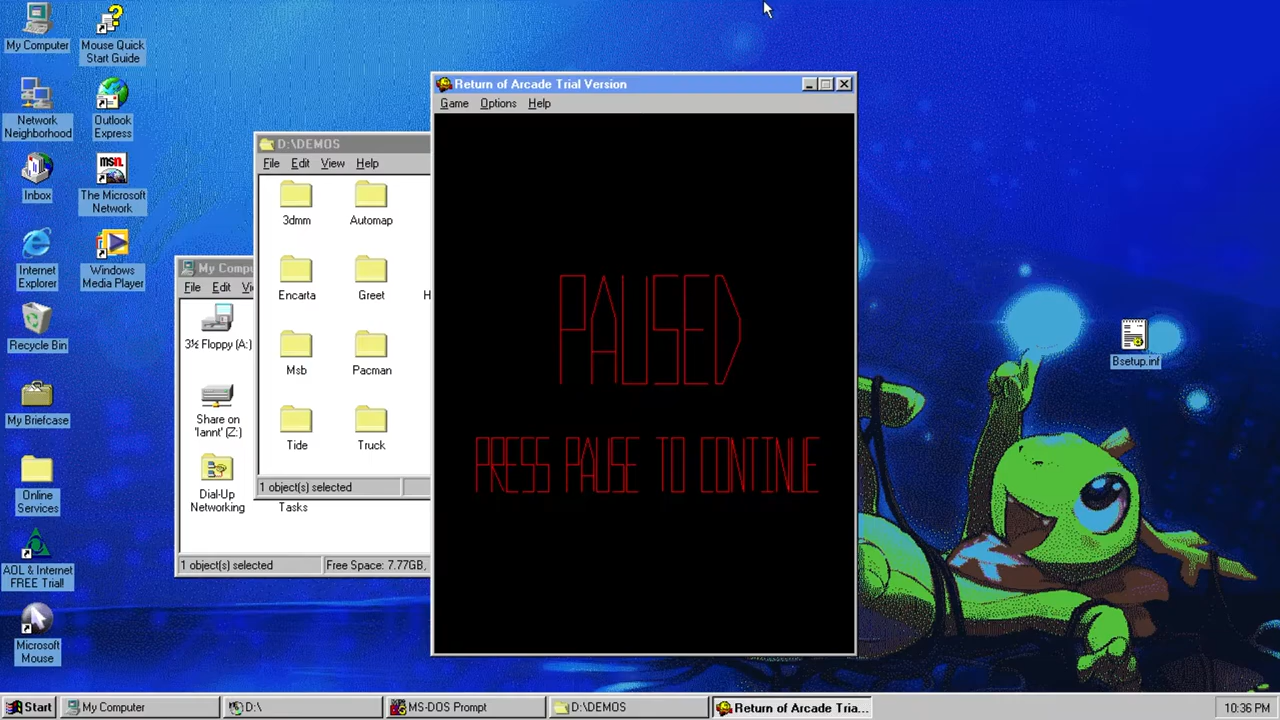 My Computer
Mouse Quick
Start Guide
Network
Neighborhood
Outlook
Express
Inbox
msn.
The Microsoft
Network
Internet
Explorer
Windows
Media Player
Recycle Bin
My Briefcase
Online
Services
AOL & Internet
FREE Trial!
Microsoft
Mouse
My Compu
File Edit
3½ Floppy (A:)
Share on
'lannt' (Z:)
Dial-Up
Networking
Tasks
1 object(s) selected
Free Space: 7.77GB,
D:\DEMOS
File Edit View Help
3dmm
Automap
Encarta
Greet
H
Msb
Pacman
Tide
Truck
1 object(s) selected
Return of Arcade Trial Version
Game Options Help
PAUSED
PRESS PAUSE TO CONTINUE
Bsetup.inf
Start
My Computer
D:\
MS-DOS Prompt
D:\DEMOS
Return of Arcade Tria...
10:36 PM